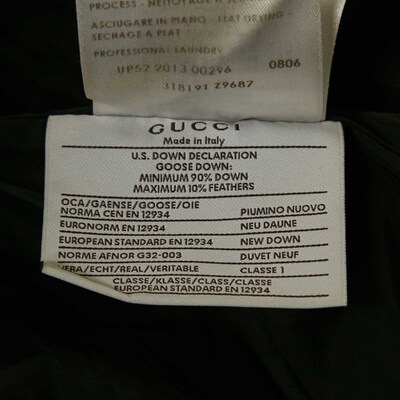 PROCESS - NETTOYAGE A
ASCIUGARE IN PIANO - FLAT DRYING -
SECHAGE A PLAT
PROFESSIONAL LAUNDRY
UP57 2013 00296 0806
318191 Z9687
GUCCI
Made in Italy
U.S. DOWN DECLARATION
GOOSE DOWN:
MINIMUM 90% DOWN
MAXIMUM 10% FEATHERS
OCA/GAENSE/GOOSE/OIE
NORMA CEN EN 12934 PIUMINO NUOVO
EURONORM EN 12934 NEU DAUNE
EUROPEAN STANDARD EN 12934 NEW DOWN
NORME AFNOR G32-003 DUVET NEUF
VERA/ECHT/REAL/VERITABLE CLASSE 1
CLASSE/KLASSE/CLASS/CLASSE
EUROPEAN STANDARD EN 12934